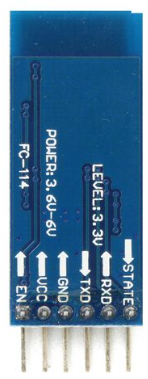 FC-114
POWER:3.6V-6V
LEVEL:3.3V
EN
VCC
GND
TXD
RXD
STATE